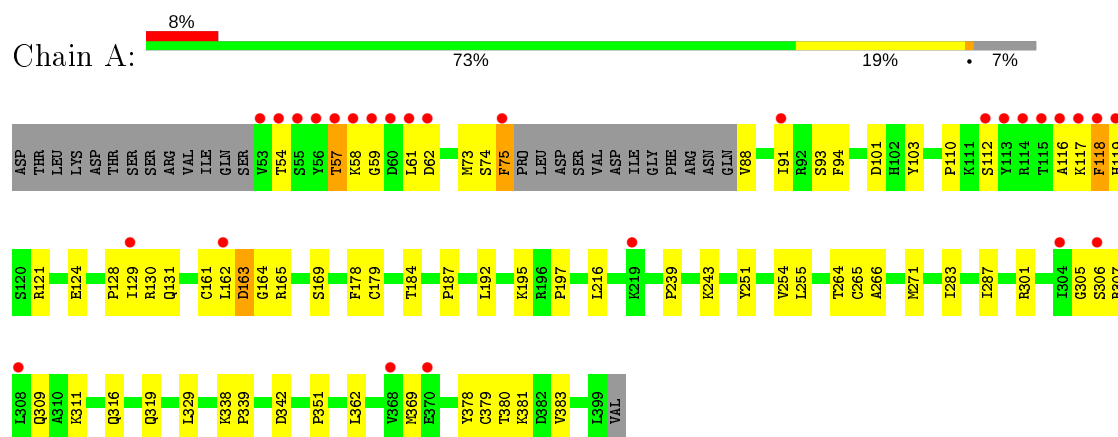 8%
Chain A:
73% 19% • 7%
ASP THR LEU LYS ASP THR SER SER ARG VAL ILE GLN SER V53 T54 S55 Y56 T57 K58 G59 D60 L61 D62 M73 S74 F75 PRO LEU ASP SER VAL ASP ILE GLY PHE ARG ASN GLN V88 I91 R92 S93 F94 D101 H102 Y103 P110 K111 S112 Y113 R114 T115 A116 K117 F118 H119
S120 R121 E124 P128 I129 R130 Q131 C161 L162 D163 G164 R165 S169 F178 C179 T184 P187 L192 K195 R196 P197 L216 K219 P239 K243 Y251 V254 L255 T264 C265 A266 M271 I283 I287 R301 I304 G305 S306 R307
L308 Q309 A310 K311 Q316 Q319 L329 K338 P339 D342 P351 L362 V368 M369 E370 Y378 C379 T380 K381 D382 V383 L399 VAL